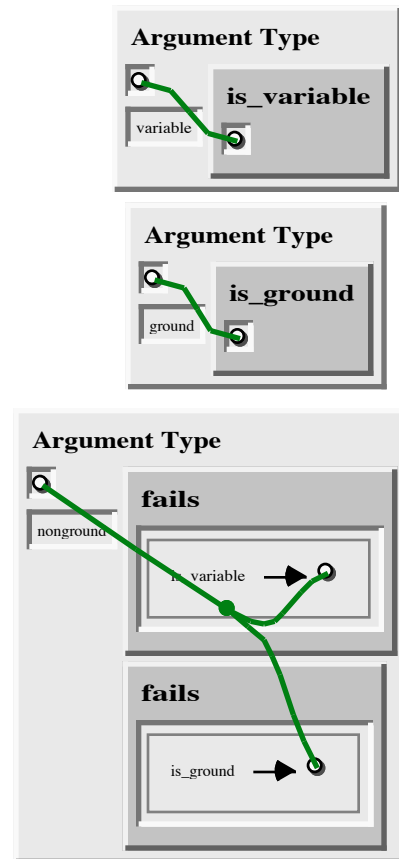 Argument Type
is_variable
variable
Argument Type
is_ground
ground
Argument Type
fails
nonground
is_variable
fails
is_ground